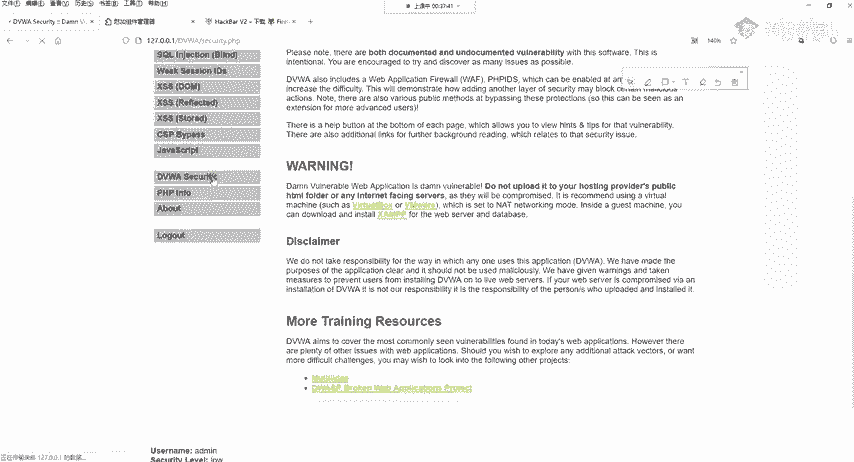 文件(F) 编辑(E) 查看(V) 历史(S) 书签(B) 工具(T) 帮助(H)
上课中 00:37:41
DVWA Security :: Damn Vu
附加组件管理器
HackBar V2 – 下载
127.0.0.1/DVWA/security.php
140%
SQL Injection (Blind)
Weak Session IDs
XSS (DOM)
XSS (Reflected)
XSS (Stored)
CSP Bypass
JavaScript
DVWA Security
PHP Info
About
Logout
Please note, there are both documented and undocumented vulnerability with this software. This is
intentional. You are encouraged to try and discover as many issues as possible.
DVWA also includes a Web Application Firewall (WAF), PHPIDS, which can be enabled at any
increase the difficulty. This will demonstrate how adding another layer of security may block certain malicious
actions. Note, there are also various public methods at bypassing these protections (so this can be seen as an
extension for more advanced users)!
There is a help button at the bottom of each page, which allows you to view hints & tips for that vulnerability.
There are also additional links for further background reading, which relates to that security issue.
WARNING!
Damn Vulnerable Web Application is damn vulnerable! Do not upload it to your hosting provider's public
html folder or any Internet facing servers, as they will be compromised. It is recommend using a virtual
machine (such as VirtualBox or VMware), which is set to NAT networking mode. Inside a guest machine, you
can download and install XAMPP for the web server and database.
Disclaimer
We do not take responsibility for the way in which any one uses this application (DVWA). We have made the
purposes of the application clear and it should not be used maliciously. We have given warnings and taken
measures to prevent users from installing DVWA on to live web servers. If your web server is compromised via an
installation of DVWA it is not our responsibility it is the responsibility of the person/s who uploaded and installed it.
More Training Resources
DVWA aims to cover the most commonly seen vulnerabilities found in today's web applications. However there
are plenty of other issues with web applications. Should you wish to explore any additional attack vectors, or want
more difficult challenges, you may wish to look into the following other projects:
Mutillidae
OWASP Broken Web Applications Project
Username: admin
Security Level: low